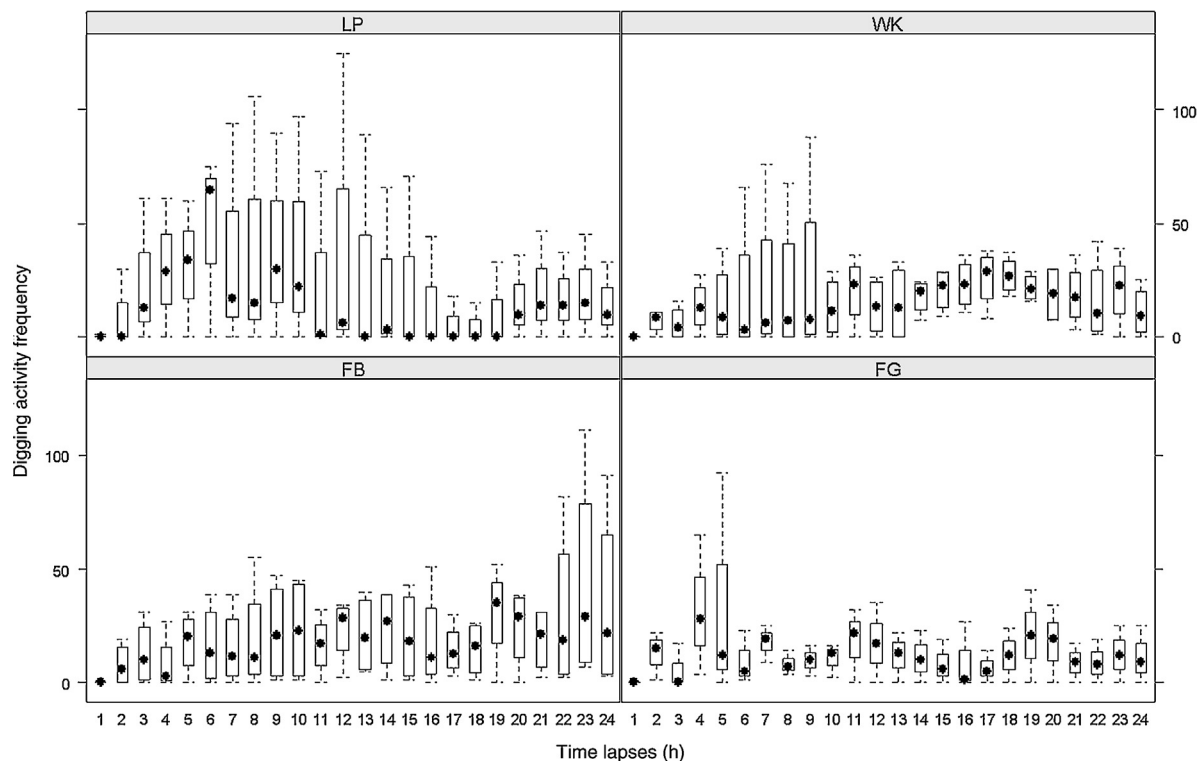 LP WK
100
50
0
FB FG
100
50
0
Digging activity frequency
1 2 3 4 5 6 7 8 9 10 11 12 13 14 15 16 17 18 19 20 21 22 23 24 1 2 3 4 5 6 7 8 9 10 11 12 13 14 15 16 17 18 19 20 21 22 23 24
Time lapses (h)